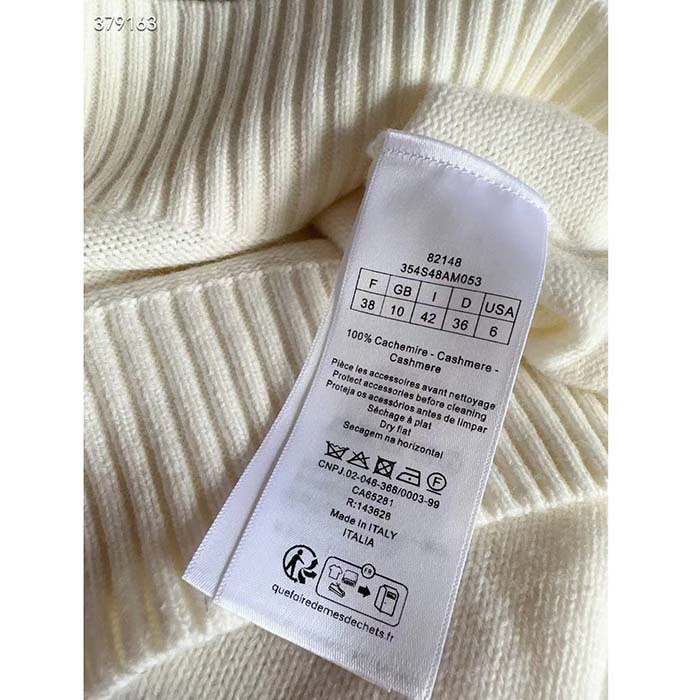 379163
82148
354S48AM053
F GB I D USA
38 10 42 36 6
100% Cachemire - Cashmere -
Cashmere
Pièce les accessoires avant nettoyage
Protect accessories before cleaning
Proteja os acessórios antes de limpar
Séchage à plat
Dry flat
Secagem na horizontal
F
CNPJ.02-046-368/0003-99
CA65281
R:143628
Made in ITALY
ITALIA
FR
quefairedemesdechets.fr